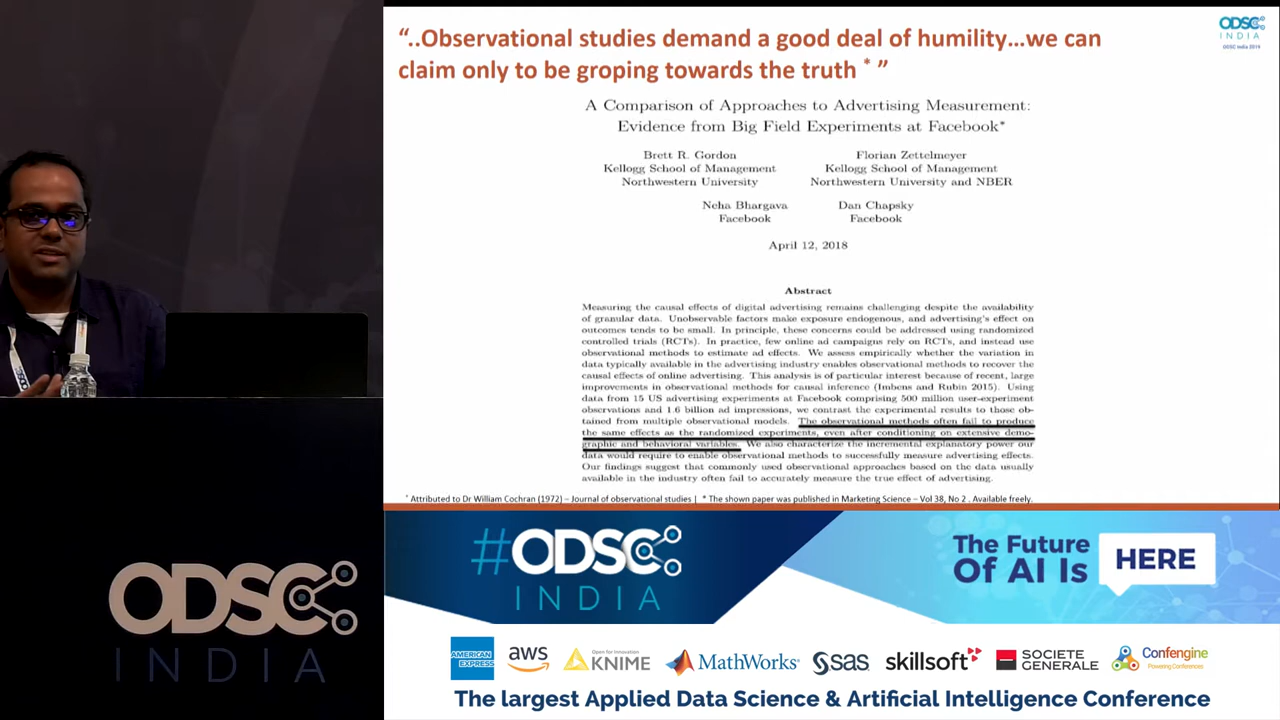 “..Observational studies demand a good deal of humility...we can
claim only to be groping towards the truth * ”
ODSC
INDIA
ODSC India 2019
A Comparison of Approaches to Advertising Measurement:
Evidence from Big Field Experiments at Facebook*
Brett R. Gordon
Kellogg School of Management
Northwestern University
Florian Zettelmeyer
Kellogg School of Management
Northwestern University and NBER
Neha Bhargava
Facebook
Dan Chapsky
Facebook
April 12, 2018
Abstract
Measuring the causal effects of digital advertising remains challenging despite the availability
of granular data. Unobservable factors make exposure endogenous, and advertising's effect on
outcomes tends to be small. In principle, these concerns could be addressed using randomized
controlled trials (RCTs). In practice, few online ad campaigns rely on RCTs, and instead use
observational methods to estimate ad effects. We assess empirically whether the variation in
data typically available in the advertising industry enables observational methods to recover the
causal effects of online advertising. This analysis is of particular interest because of recent, large
improvements in observational methods for causal inference (Imbens and Rubin 2015). Using
data from 15 US advertising experiments at Facebook comprising 500 million user-experiment
observations and 1.6 billion ad impressions, we contrast the experimental results to those ob-
tained from multiple observational models. The observational methods often fail to produce
the same effects as the randomized experiments, even after conditioning on extensive demo-
graphic and behavioral variables. We also characterize the incremental explanatory power our
data would require to enable observational methods to successfully measure advertising effects.
Our findings suggest that commonly used observational approaches based on the data usually
available in the industry often fail to accurately measure the true effect of advertising.
* Attributed to Dr William Cochran (1972) – Journal of observational studies | * The shown paper was published in Marketing Science – Vol 38, No 2 . Available freely.
ODSC
INDIA
#ODSC
INDIA
The Future
Of AI Is
HERE
AMERICAN
EXPRESS
aws
Open for Innovation
KNIME
MathWorks®
sas
skillsoft
SOCIETE
GENERALE
Confengine
Powering Conferences
The largest Applied Data Science & Artificial Intelligence Conference